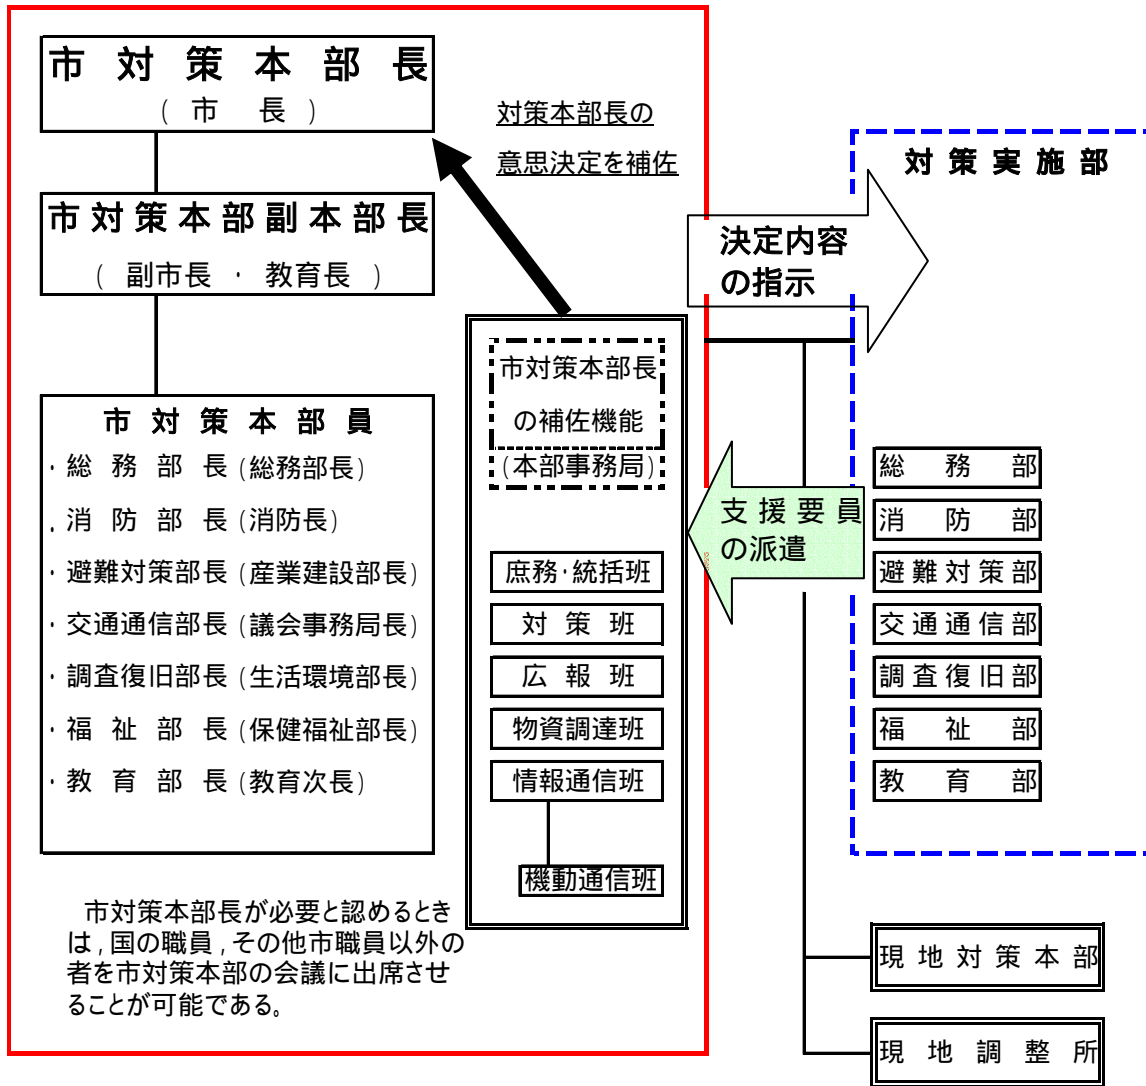 市対策本部長
(市 長)
市対策本部副本部長
(副市長・教育長)
対策本部長の
意思決定を補佐
市対策本部員
・総務部長(総務部長)
.消防部長(消防長)
・避難対策部長(産業建設部長)
・交通通信部長(議会事務局長)
・調査復旧部長(生活環境部長)
・福祉部長(保健福祉部長)
・教育部長(教育次長)
市対策本部長が必要と認めるとき
は,国の職員,その他市職員以外の
者を市対策本部の会議に出席させ
ることが可能である。
市対策本部長
の補佐機能
(本部事務局)
庶務・統括班
対策班
広報班
物資調達班
情報通信班
機動通信班
決定内容
の指示
支援要員
の派遣
対策実施部
総務部
消防部
避難対策部
交通通信部
調査復旧部
福祉部
教育部
現地対策本部
現地調整所